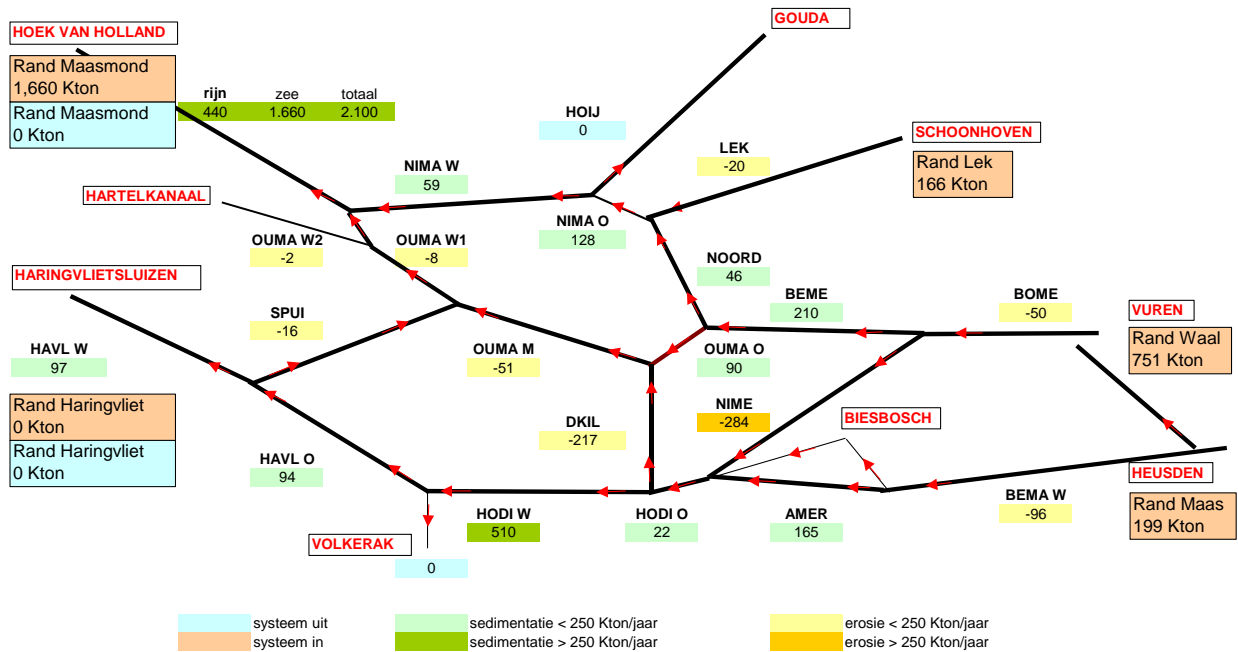 GOUDA
HOEK VAN HOLLAND
Rand Maasmond
1,660 Kton
Rand Maasmond
0 Kton
rijn zee totaal
440 1.660 2.100
HOIJ
0
SCHOONHOVEN
LEK
-20
Rand Lek
166 Kton
NIMA W
59
HARTELKANAAL
NIMA O
128
OUMA W2
-2
OUMA W1
-8
NOORD
46
HARINGVLIETSLUIZEN
BEME
210
BOME
-50
VUREN
Rand Waal
751 Kton
SPUI
-16
HAVL W
97
OUMA M
-51
OUMA O
90
Rand Haringvliet
0 Kton
Rand Haringvliet
0 Kton
NIME
-284
BIESBOSCH
DKIL
-217
HAVL O
94
HEUSDEN
Rand Maas
199 Kton
BEMA W
-96
HODI W
510
HODI O
22
AMER
165
VOLKERAK
0
systeem uit
systeem in
sedimentatie < 250 Kton/jaar
sedimentatie > 250 Kton/jaar
erosie < 250 Kton/jaar
erosie > 250 Kton/jaar